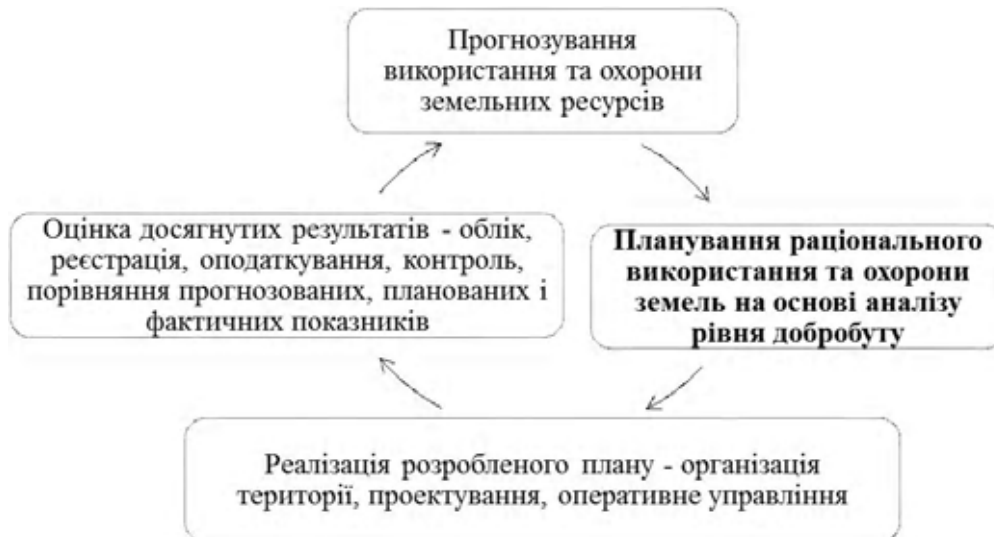 Прогнозування
використання та охорони
земельних ресурсів
Оцінка досягнутих результатів - облік,
реєстрація, оподаткування, контроль,
порівняння прогнозованих, планованих і
фактичних показників
Планування раціонального
використання та охорони
земель на основі аналізу
рівня добробуту
Реалізація розробленого плану - організація
території, проектування, оперативне управління